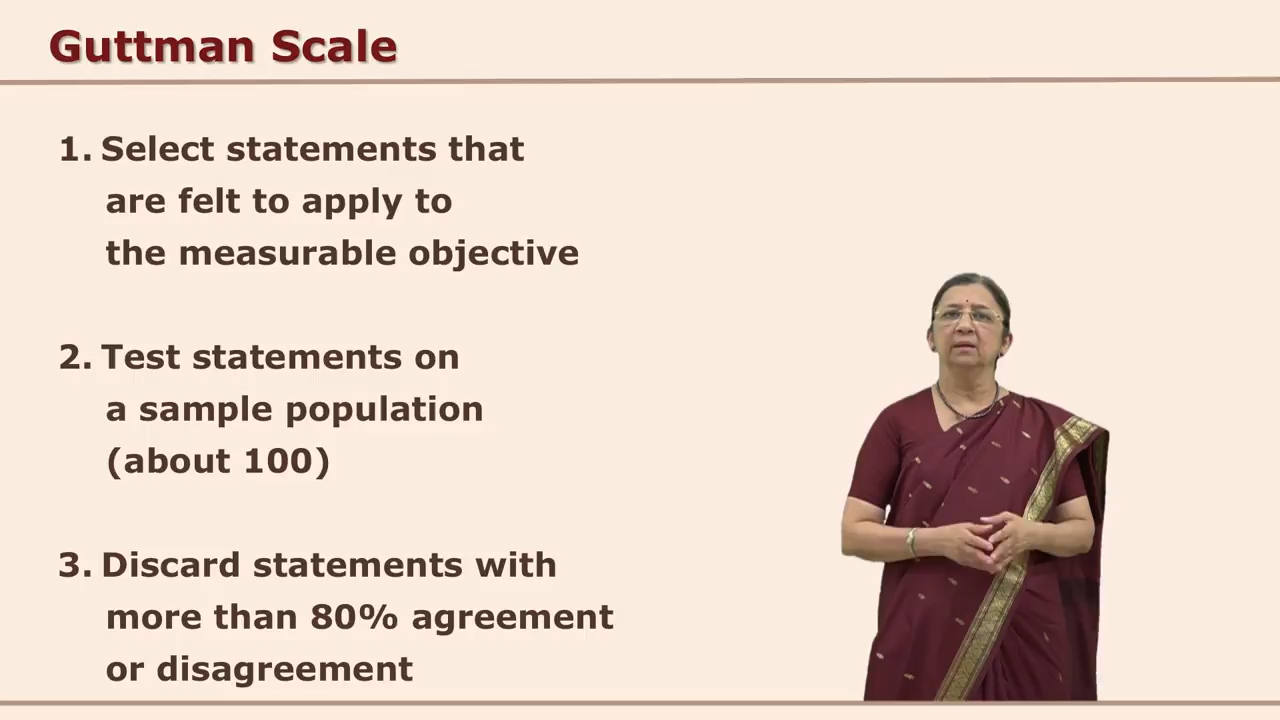 Guttman Scale
1. Select statements that
are felt to apply to
the measurable objective
2. Test statements on
a sample population
(about 100)
3. Discard statements with
more than 80% agreement
or disagreement